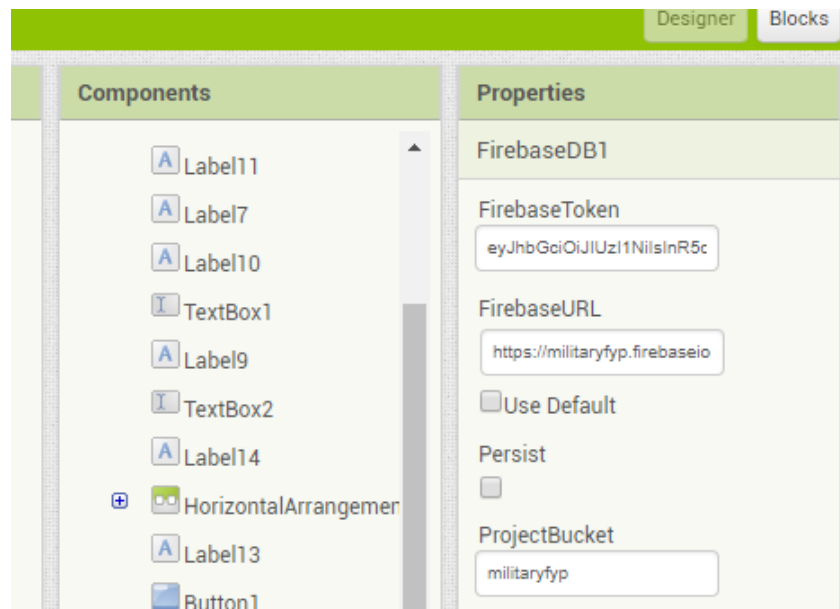 Designer
Blocks
Components
Label11
Label7
Label10
TextBox1
Label9
TextBox2
Label14
HorizontalArrangemen
Label13
Button1
Properties
FirebaseDB1
FirebaseToken
eyJhbGciOiJIUzI1NiIsInR5c
FirebaseURL
https://militaryfyp.firebaseio
Use Default
Persist
ProjectBucket
militaryfyp